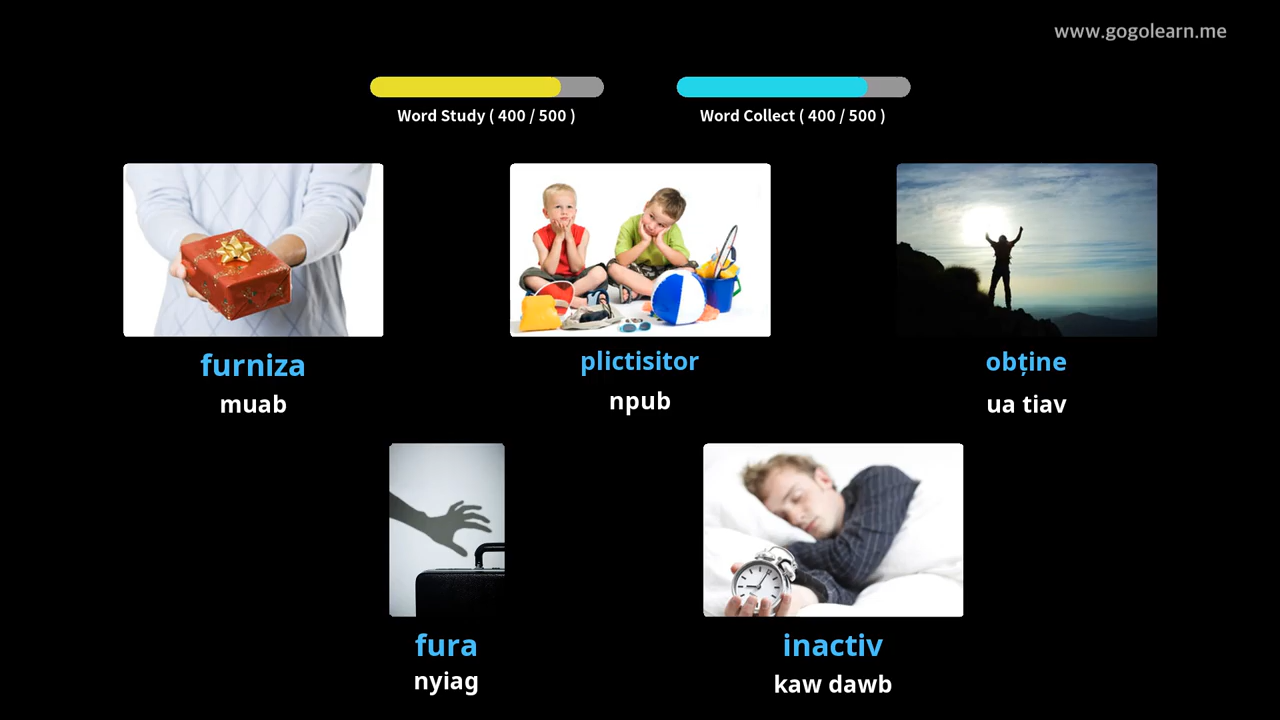 www.gogolearn.me
Word Study ( 400 / 500 )
Word Collect ( 400 / 500 )
furniza
muab
plictisitor
npub
obține
ua tiav
fura
nyiag
inactiv
kaw dawb